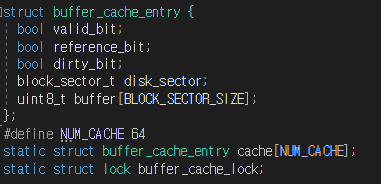 struct buffer_cache_entry {
  bool valid_bit;
  bool reference_bit;
  bool dirty_bit;
  block_sector_t disk_sector;
  uint8_t buffer[BLOCK_SECTOR_SIZE];
};
#define NUM_CACHE 64
static struct buffer_cache_entry cache[NUM_CACHE];
static struct lock buffer_cache_lock;